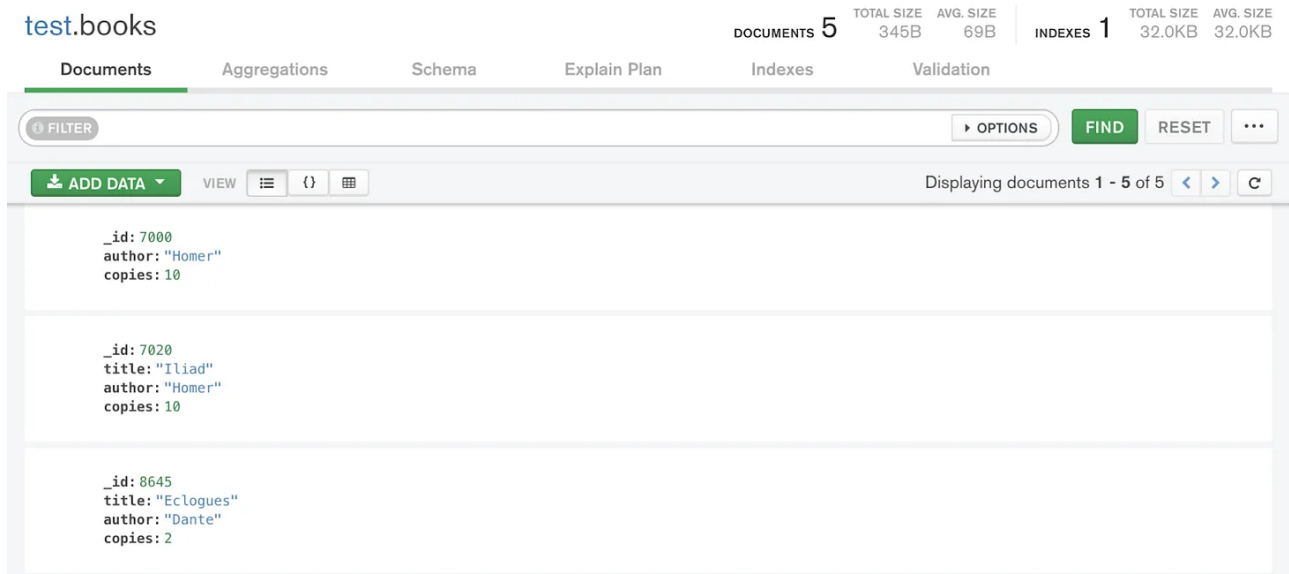 test.books
DOCUMENTS 5 TOTAL SIZE 345B AVG. SIZE 69B INDEXES 1 TOTAL SIZE 32.0KB AVG. SIZE 32.0KB
Documents Aggregations Schema Explain Plan Indexes Validation
FILTER OPTIONS FIND RESET ...
ADD DATA VIEW {} Displaying documents 1 - 5 of 5 < >
_id: 7000
author: "Homer"
copies: 10
_id: 7020
title: "Iliad"
author: "Homer"
copies: 10
_id: 8645
title: "Eclogues"
author: "Dante"
copies: 2